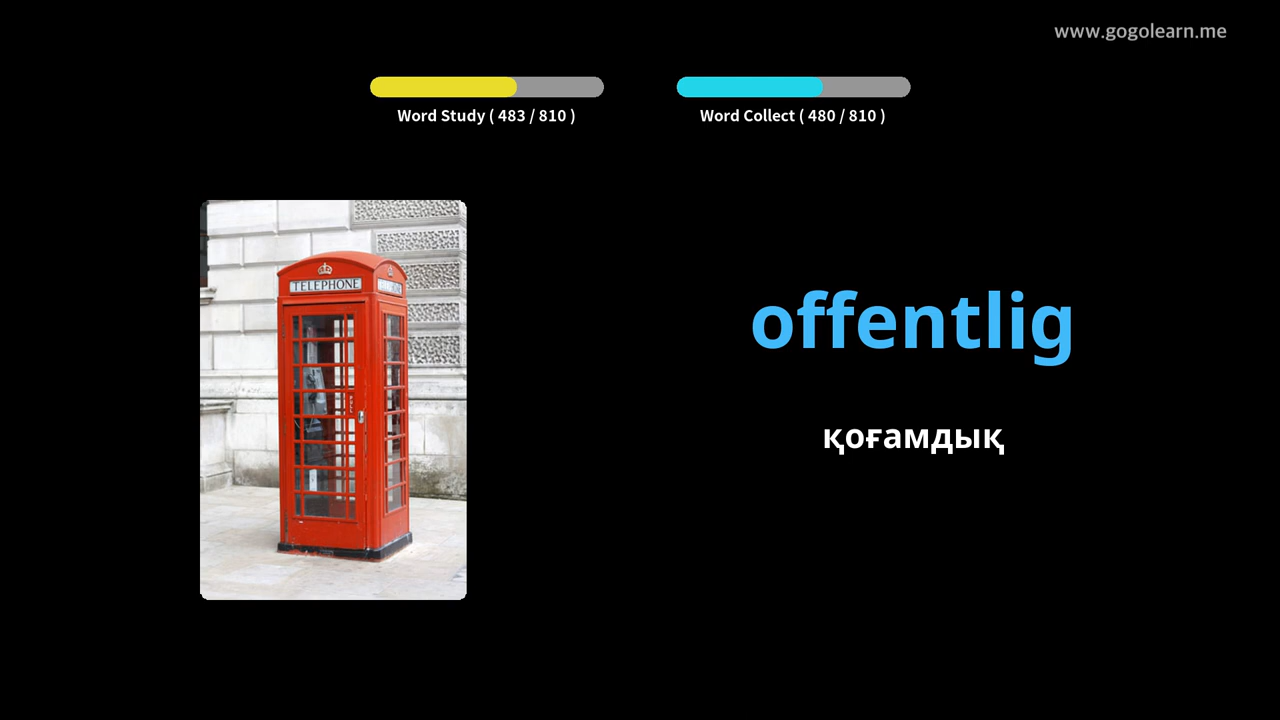 www.gogolearn.me
Word Study ( 483 / 810 )
Word Collect ( 480 / 810 )
TELEPHONE
offentlig
қоғамдық